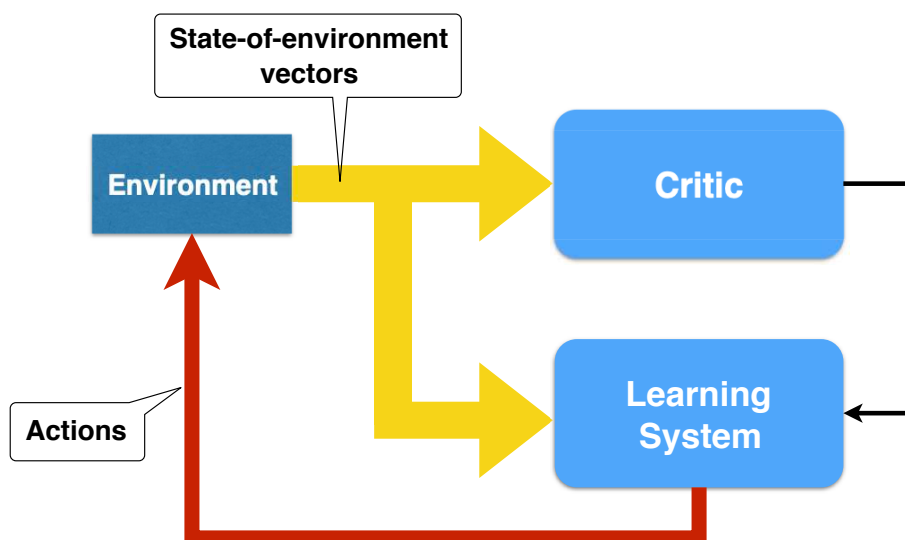 State-of-environment
vectors
Environment
Critic
Learning
System
Actions